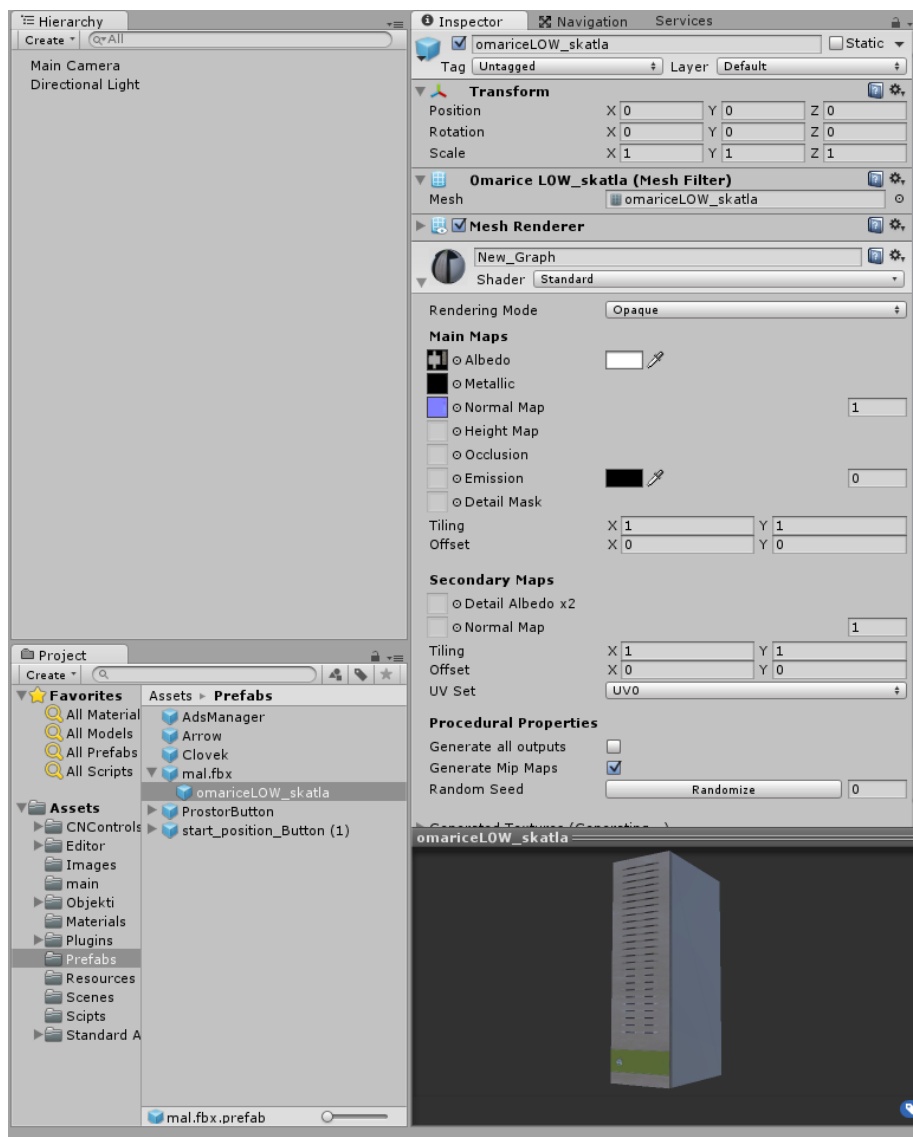 Hierarchy
Create
All
Main Camera
Directional Light
Project
Create
Favorites
All Material
All Models
All Prefabs
All Scripts
Assets
CNControls
Editor
Images
main
Objekti
Materials
Plugins
Prefabs
Resources
Scenes
Scipts
Standard A
Assets Prefabs
AdsManager
Arrow
Clovek
mal.fbx
omariceLOW_skatla
ProstorButton
start_position_Button (1)
mal.fbx.prefab
Inspector Navigation Services
omariceLOW_skatla Static
Tag Untagged Layer Default
Transform
Position X 0 Y 0 Z 0
Rotation X 0 Y 0 Z 0
Scale X 1 Y 1 Z 1
Omarice LOW_skatla (Mesh Filter)
Mesh omariceLOW_skatla
Mesh Renderer
New_Graph
Shader Standard
Rendering Mode Opaque
Main Maps
Albedo
Metallic
Normal Map 1
Height Map
Occlusion
Emission 0
Detail Mask
Tiling X 1 Y 1
Offset X 0 Y 0
Secondary Maps
Detail Albedo x2
Normal Map 1
Tiling X 1 Y 1
Offset X 0 Y 0
UV Set UV0
Procedural Properties
Generate all outputs
Generate Mip Maps
Random Seed Randomize 0
Generated Textures (Generating...)
omariceLOW_skatla